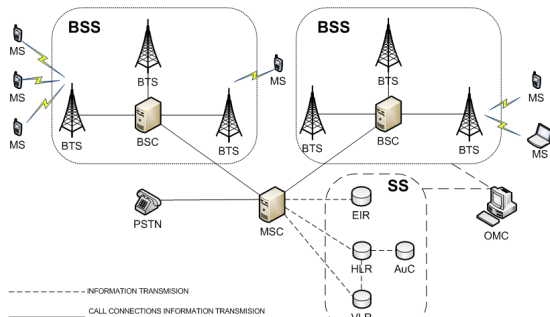 BSS
BSS
MS
MS
MS
BTS
MS
BTS
MS
BTS
BSC
BTS
BTS
BSC
BTS
MS
SS
PSTN
MSC
EIR
OMC
HLR
AuC
INFORMATION TRANSMISION
CALL CONNECTIONS INFORMATION TRANSMISION
VLR